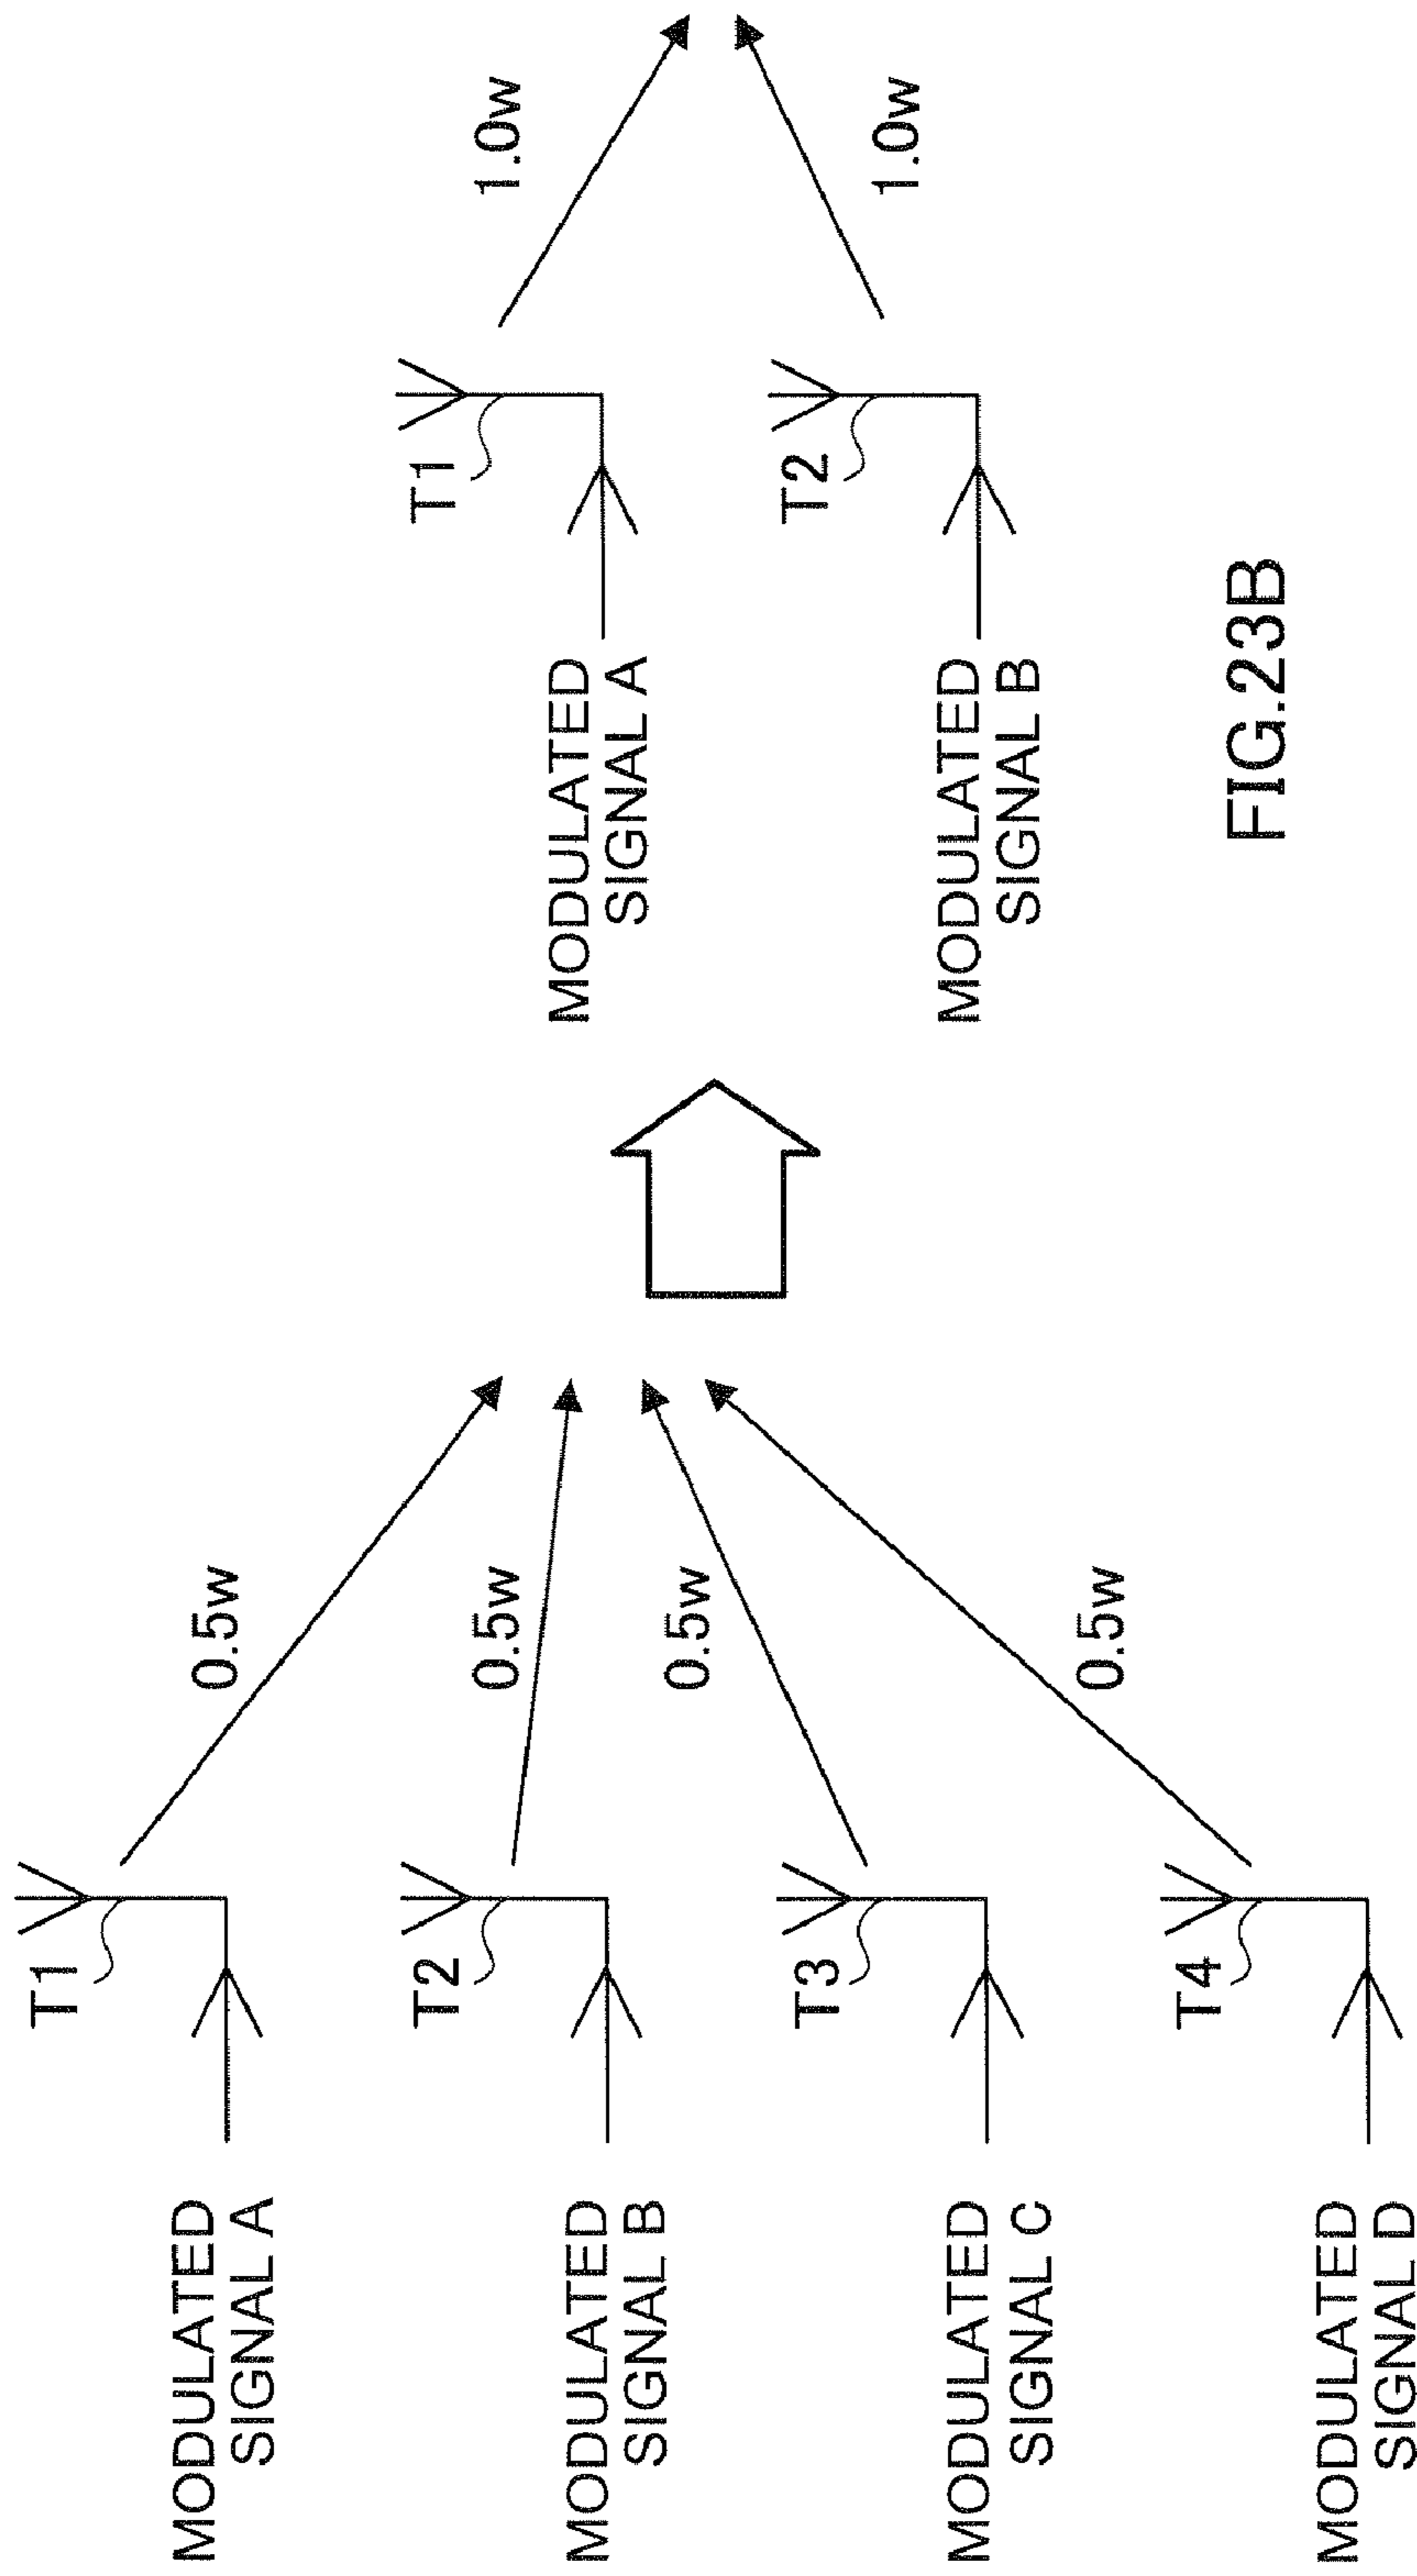 T1
0.5w
MODULATED
SIGNAL A
T2
0.5w
MODULATED
SIGNAL B
T3
0.5w
MODULATED
SIGNAL C
T4
0.5w
MODULATED
SIGNAL D
T1
1.0w
MODULATED
SIGNAL A
T2
1.0w
MODULATED
SIGNAL B
FIG.23B